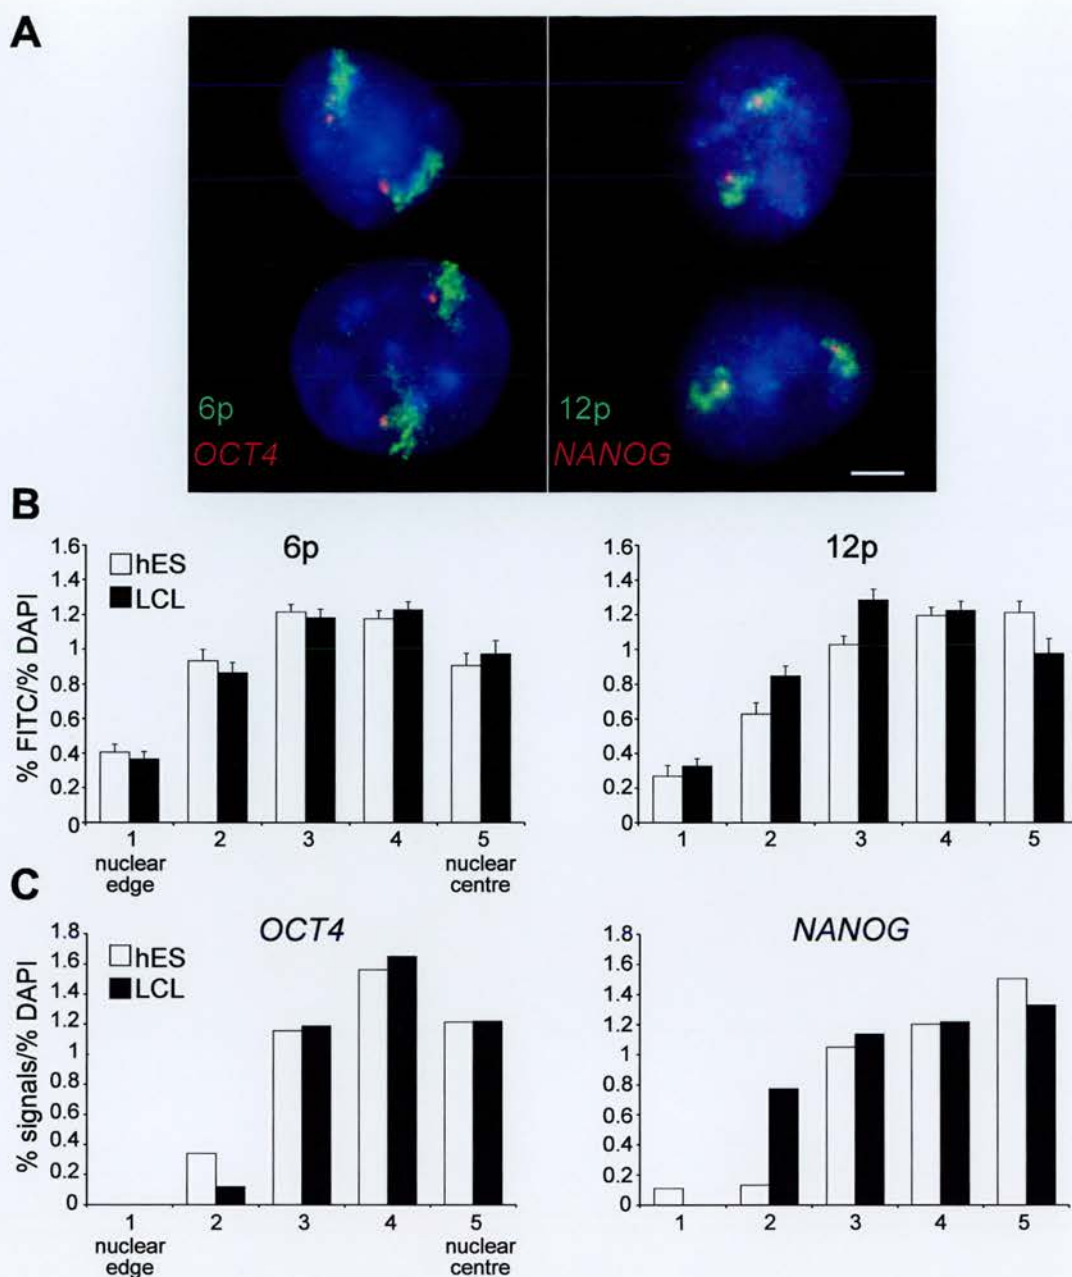 A
6p
OCT4
12p
NANOG
B
6p
hES
LCL
% FITC/% DAPI
1.6
1.4
1.2
1
0.8
0.6
0.4
0.2
0
1 2 3 4 5
nuclear edge
nuclear centre
12p
1.6
1.4
1.2
1
0.8
0.6
0.4
0.2
0
1 2 3 4 5
C
OCT4
hES
LCL
% signals/% DAPI
1.8
1.6
1.4
1.2
1
0.8
0.6
0.4
0.2
0
1 2 3 4 5
nuclear edge
nuclear centre
NANOG
1.8
1.6
1.4
1.2
1
0.8
0.6
0.4
0.2
0
1 2 3 4 5